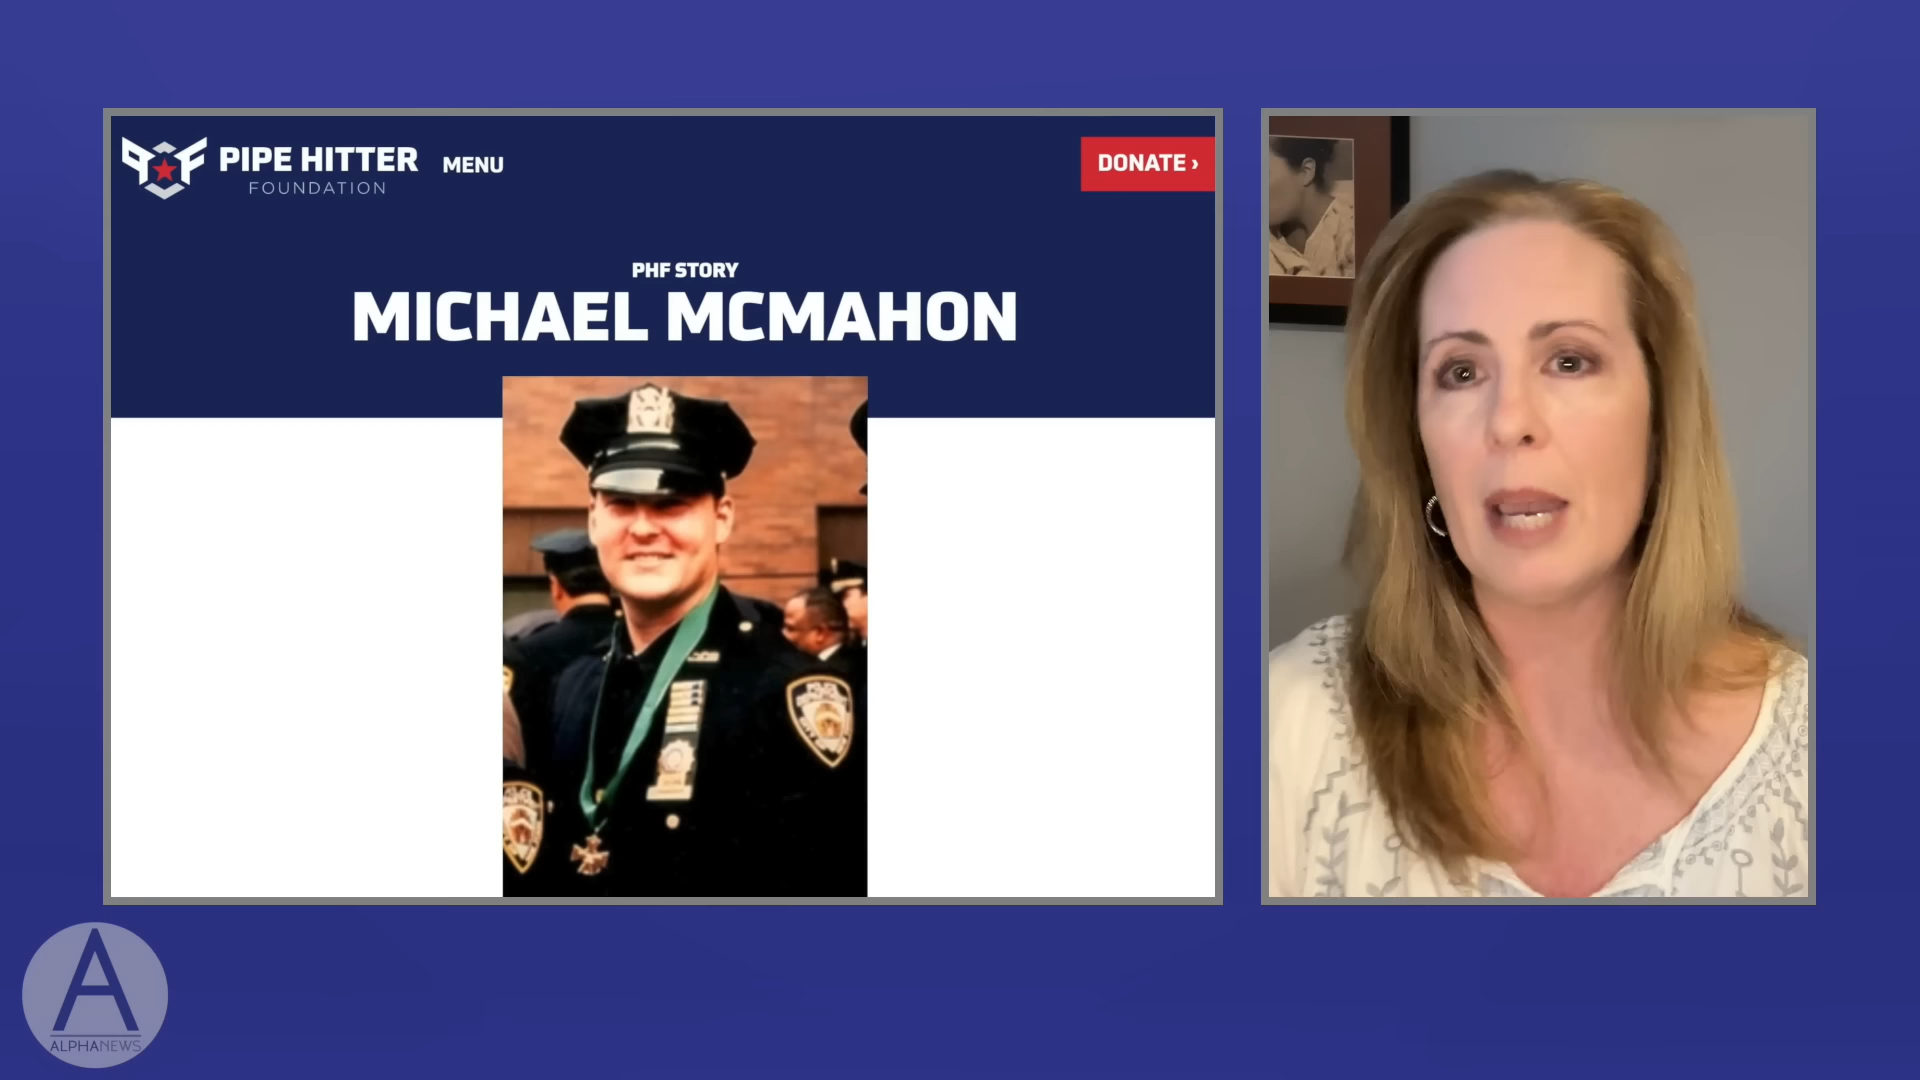 PIPE HITTER
FOUNDATION
MENU
DONATE ›
PHF STORY
MICHAEL MCMAHON
ALPHANEWS